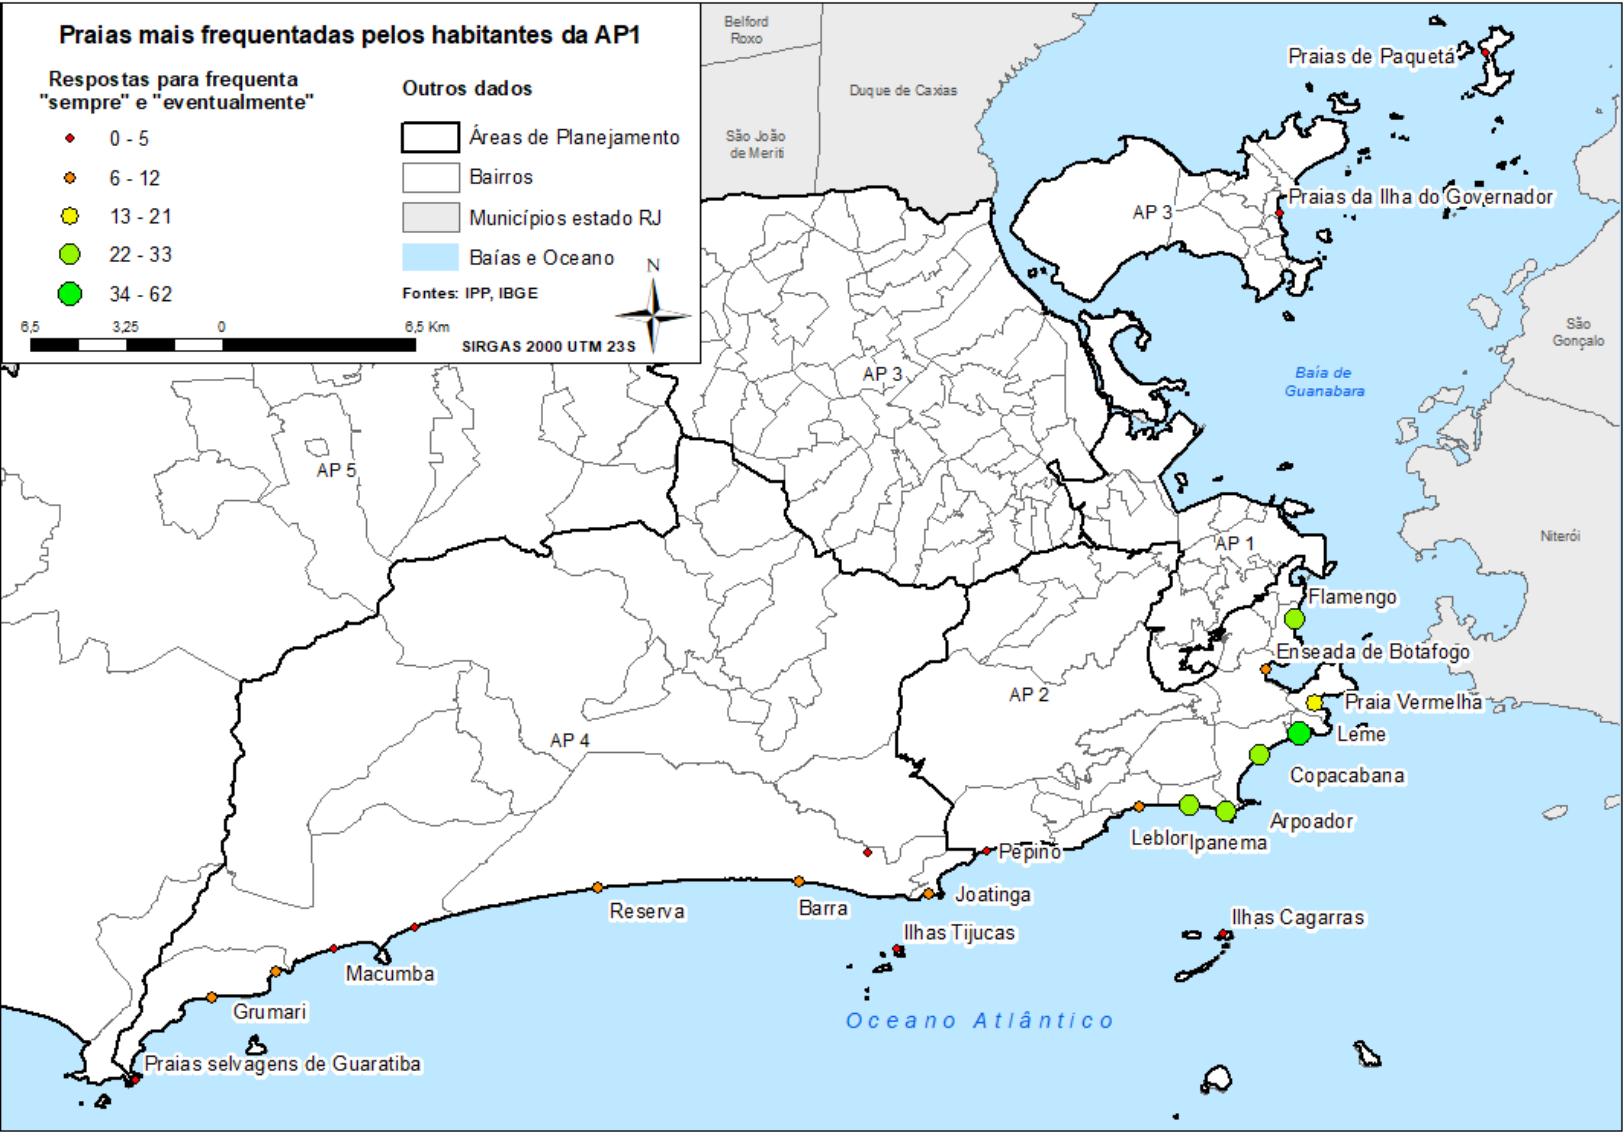 Praias mais frequentadas pelos habitantes da AP1
Respostas para frequenta
"sempre" e "eventualmente"
0 - 5
6 - 12
13 - 21
22 - 33
34 - 62
6,5 3,25 0 6,5 Km
Outros dados
Áreas de Planejamento
Bairros
Municípios estado RJ
Baías e Oceano
Fontes: IPP, IBGE
N
SIRGAS 2000 UTM 23S
Belford
Roxo
Duque de Caxias
São João
de Meriti
Praias de Paquetá
AP 3
Praias da Ilha do Governador
São
Gonçalo
Baía de
Guanabara
AP 3
AP 5
AP 1
Niterói
Flamengo
Enseada de Botafogo
AP 2
Praia Vermelha
Leme
AP 4
Copacabana
Arpoador
Leblon
Ipanema
Pepino
Joatinga
Barra
Reserva
Ilhas Cagarras
Ilhas Tijucas
Macumba
Grumari
Oceano Atlântico
Praias selvagens de Guaratiba